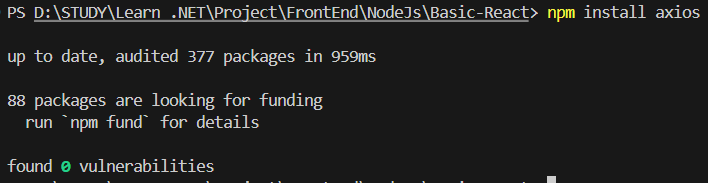 PS D:\STUDY\Learn .NET\Project\FrontEnd\NodeJs\Basic-React> npm install axios
up to date, audited 377 packages in 959ms
88 packages are looking for funding
run `npm fund` for details
found 0 vulnerabilities